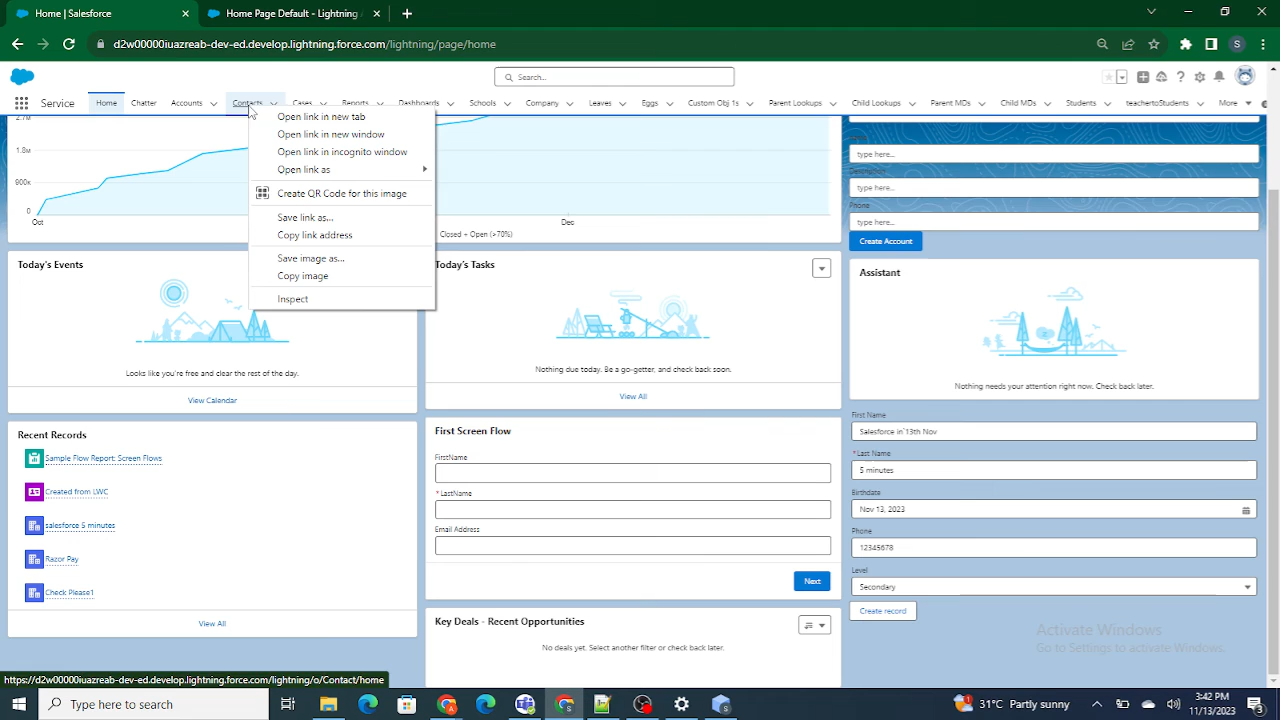 Home
Contacts
Home Page Default - Lightning
d2w0000iuazreab-dev-ed.develop.lightning.force.com/lightning/page/home
S
Search...
Service
Home
Chatter
Accounts
Contacts
Cases
Reports
Dashboards
Schools
Company
Leaves
Eggs
Custom Obj 1s
Parent Lookups
Child Lookups
Parent MDs
Child MDs
Students
teachertoStudents
More
2.7M
1.8M
900k
0
Oct
Dec
Closed + Open (>70%)
Open link in new tab
Open link in new window
Open link in incognito window
Open link as
Create QR Code for this image
Save link as...
Copy link address
Save image as...
Copy image
Inspect
type here...
Description
type here...
Phone
type here...
Create Account
Today's Events
Looks like you're free and clear the rest of the day.
View Calendar
Today's Tasks
Nothing due today. Be a go-getter, and check back soon.
View All
Assistant
Nothing needs your attention right now. Check back later.
Recent Records
Sample Flow Report: Screen Flows
Created from LWC
salesforce 5 minutes
Razor Pay
Check Please1
View All
First Screen Flow
FirstName
*LastName
Email Address
Next
Key Deals - Recent Opportunities
No deals yet. Select another filter or check back later.
First Name
Salesforce in`13th Nov
*Last Name
5 minutes
Birthdate
Nov 13, 2023
Phone
12345678
Level
Secondary
Create record
Activate Windows
Go to Settings to activate Windows.
https://d2w0000iuazreab-dev-ed.develop.lightning.force.com/lightning/o/Contact/home
Type here to search
31°C Partly sunny
3:42 PM
11/13/2023